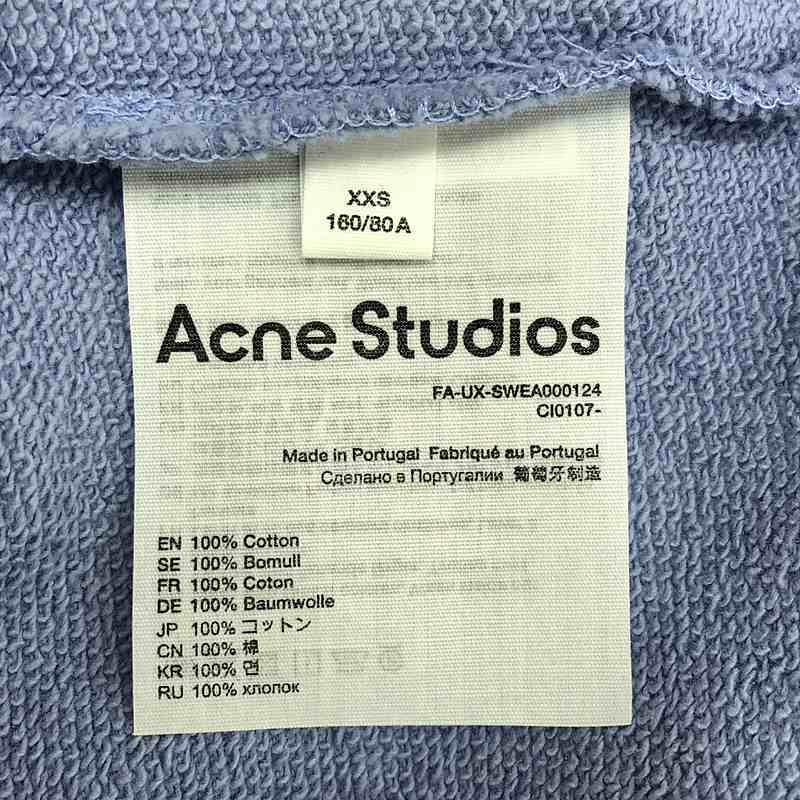 XXS
160/80A
Acne Studios
FA-UX-SWEA000124
CI0107-
Made in Portugal Fabriqué au Portugal
Сделано в Португалии 葡萄牙制造
EN 100% Cotton
SE 100% Bomull
FR 100% Coton
DE 100% Baumwolle
JP 100% コットン
CN 100% 棉
KR 100% 면
RU 100% хлопок